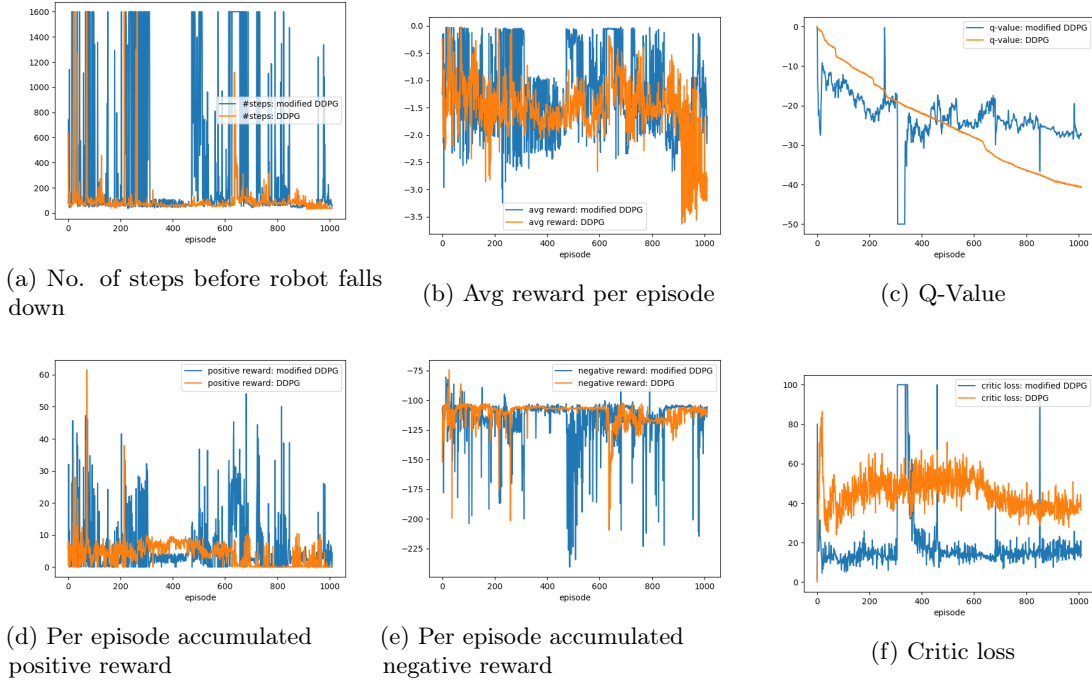 1600
1400
1200
1000
800
600
400
200
0
#steps: modified DDPG
#steps: DDPG
0 200 400 600 800 1000
episode
(a) No. of steps before robot falls
down
0.0
−0.5
−1.0
−1.5
−2.0
−2.5
−3.0
−3.5
avg reward: modified DDPG
avg reward: DDPG
0 200 400 600 800 1000
episode
(b) Avg reward per episode
0
−10
−20
−30
−40
−50
q-value: modified DDPG
q-value: DDPG
0 200 400 600 800 1000
episode
(c) Q-Value
60
50
40
30
20
10
0
positive reward: modified DDPG
positive reward: DDPG
0 200 400 600 800 1000
episode
(d) Per episode accumulated
positive reward
−75
−100
−125
−150
−175
−200
−225
negative reward: modified DDPG
negative reward: DDPG
0 200 400 600 800 1000
episode
(e) Per episode accumulated
negative reward
100
80
60
40
20
0
critic loss: modified DDPG
critic loss: DDPG
0 200 400 600 800 1000
episode
(f) Critic loss